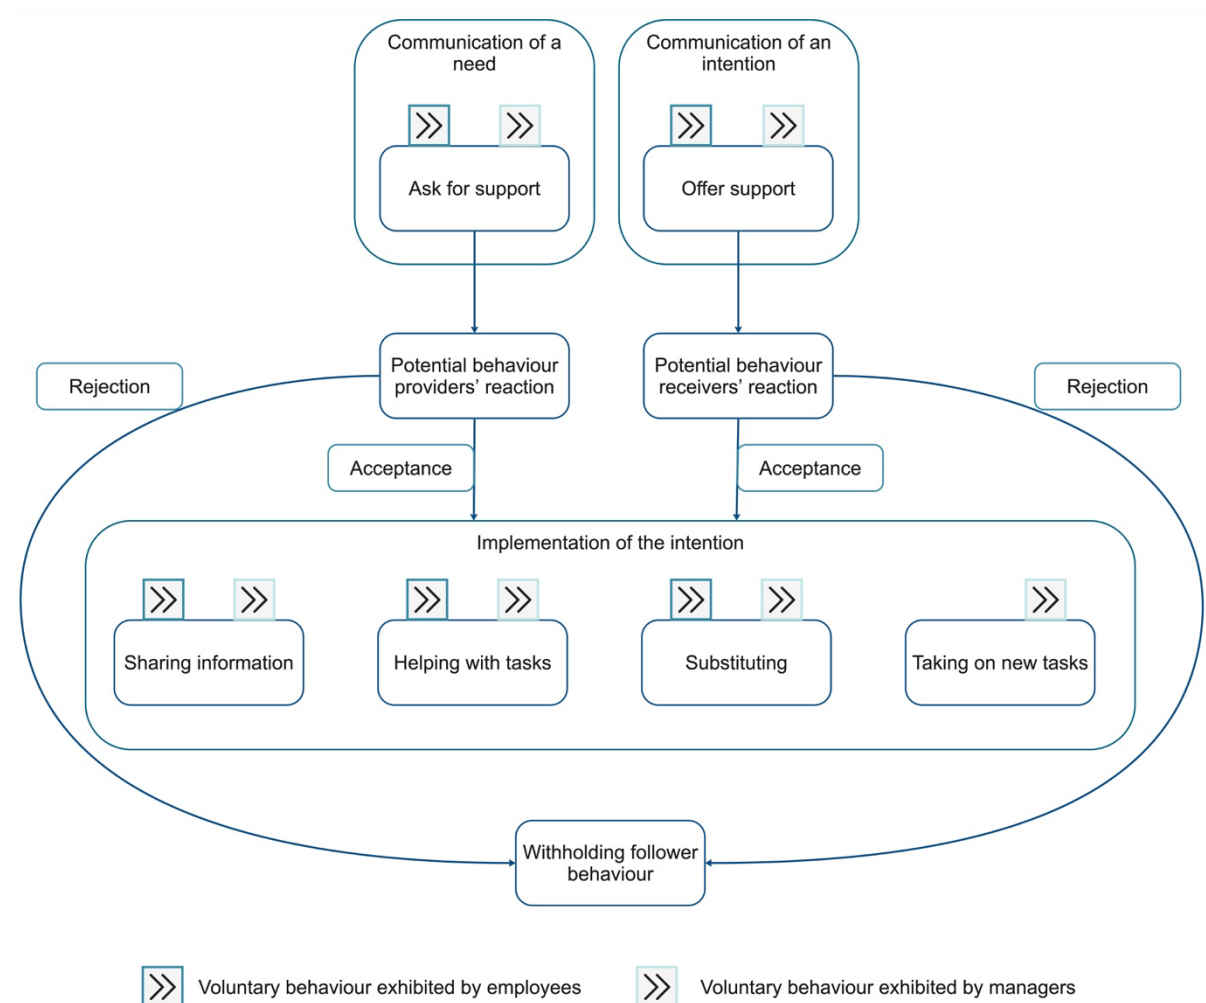 Communication of a
need
Communication of an
intention
Ask for support
Offer support
Potential behaviour
providers’ reaction
Potential behaviour
receivers’ reaction
Rejection
Rejection
Acceptance
Acceptance
Implementation of the intention
Sharing information
Helping with tasks
Substituting
Taking on new tasks
Withholding follower
behaviour
Voluntary behaviour exhibited by employees
Voluntary behaviour exhibited by managers